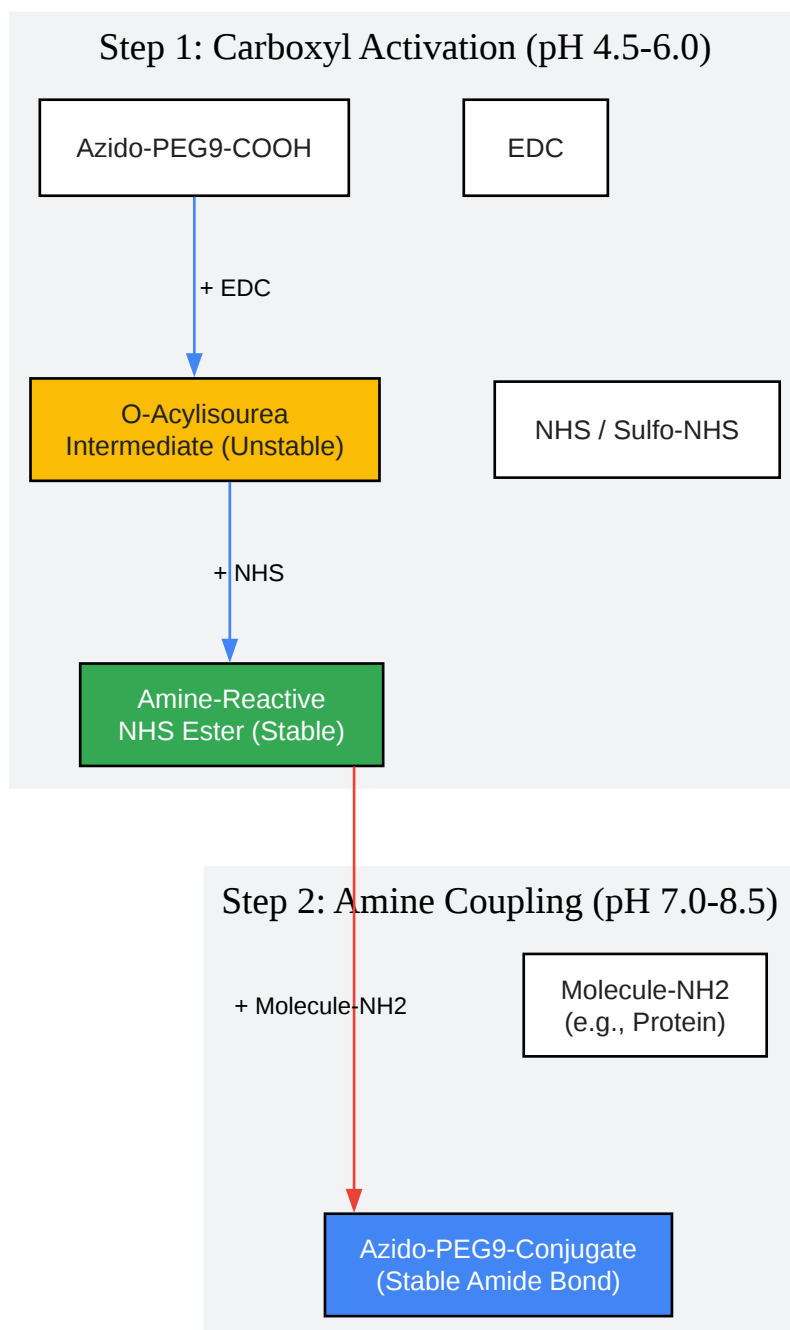 Step 1: Carboxyl Activation (pH 4.5-6.0)
Azido-PEG9-COOH
EDC
+ EDC
O-Acylisourea
Intermediate (Unstable)
NHS / Sulfo-NHS
+ NHS
Amine-Reactive
NHS Ester (Stable)
Step 2: Amine Coupling (pH 7.0-8.5)
Molecule-NH2
(e.g., Protein)
+ Molecule-NH2
Azido-PEG9-Conjugate
(Stable Amide Bond)